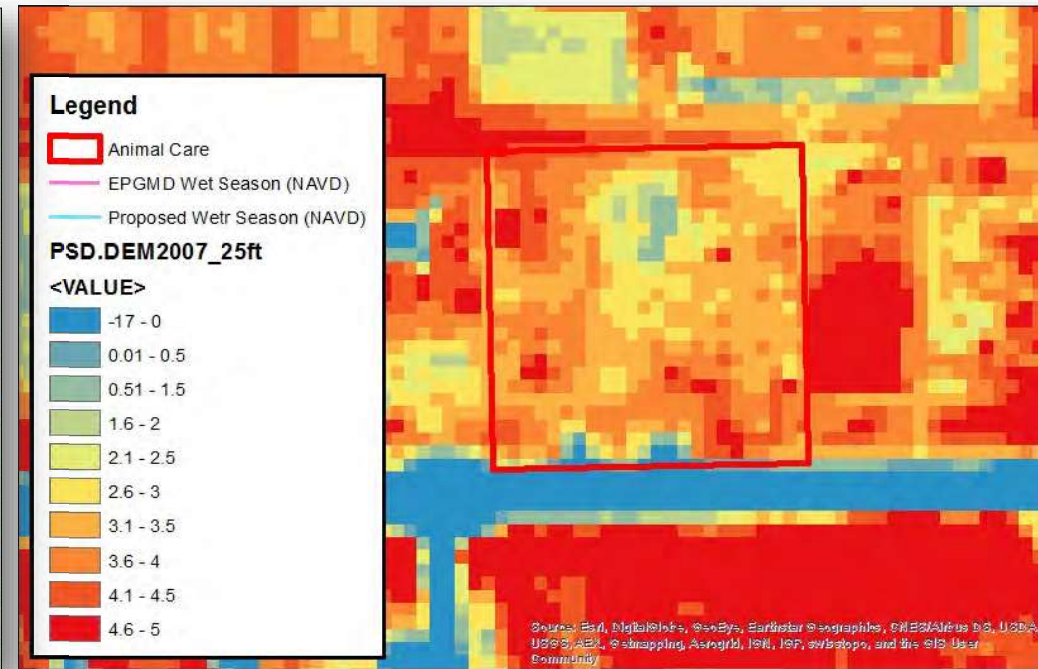 Legend
Animal Care
EPGMD Wet Season (NAVD)
Proposed Wetr Season (NAVD)
PSD.DEM2007_25ft
<VALUE>
-17 - 0
0.01 - 0.5
0.51 - 1.5
1.6 - 2
2.1 - 2.5
2.6 - 3
3.1 - 3.5
3.6 - 4
4.1 - 4.5
4.6 - 5
Source: Esri, DigitalGlobe, GeoEye, Earthstar Geographics, CNES/Airbus DS, USDA,
USGS, AEX, Getmapping, Aerogrid, IGN, IGP, swisstopo, and the GIS User
Community